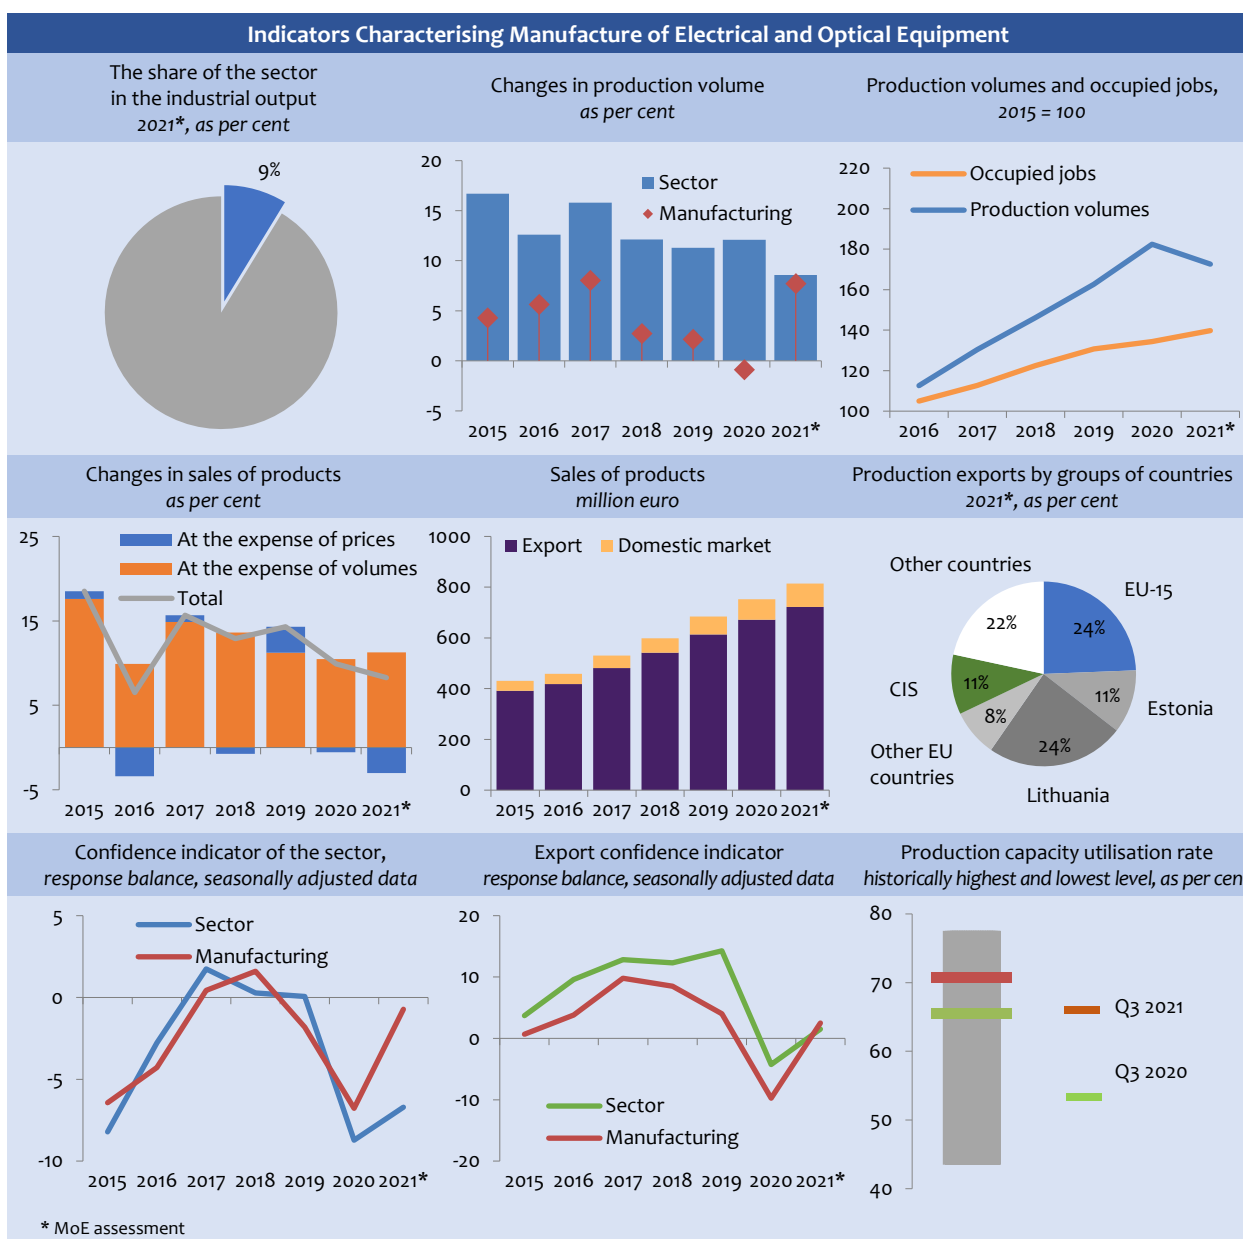 Indicators Characterising Manufacture of Electrical and Optical Equipment
The share of the sector
in the industrial output
2021*, as per cent
9%
Changes in production volume
as per cent
20
15
10
5
0
-5
Sector
Manufacturing
2015 2016 2017 2018 2019 2020 2021*
Production volumes and occupied jobs,
2015 = 100
220
200
180
160
140
120
100
Occupied jobs
Production volumes
2016 2017 2018 2019 2020 2021*
Changes in sales of products
as per cent
25
15
5
-5
At the expense of prices
At the expense of volumes
Total
2015 2016 2017 2018 2019 2020 2021*
Sales of products
million euro
1000
800
600
400
200
0
Export Domestic market
2015 2016 2017 2018 2019 2020 2021*
Production exports by groups of countries
2021*, as per cent
Other countries
EU-15
22%
24%
CIS
11%
11%
Estonia
8%
24%
Other EU
countries
Lithuania
Confidence indicator of the sector,
response balance, seasonally adjusted data
5
0
-5
-10
Sector
Manufacturing
2015 2016 2017 2018 2019 2020 2021*
Export confidence indicator
response balance, seasonally adjusted data
20
10
0
-10
-20
Sector
Manufacturing
2015 2016 2017 2018 2019 2020 2021*
Production capacity utilisation rate
historically highest and lowest level, as per cen
80
70
60
50
40
Q3 2021
Q3 2020
* MoE assessment